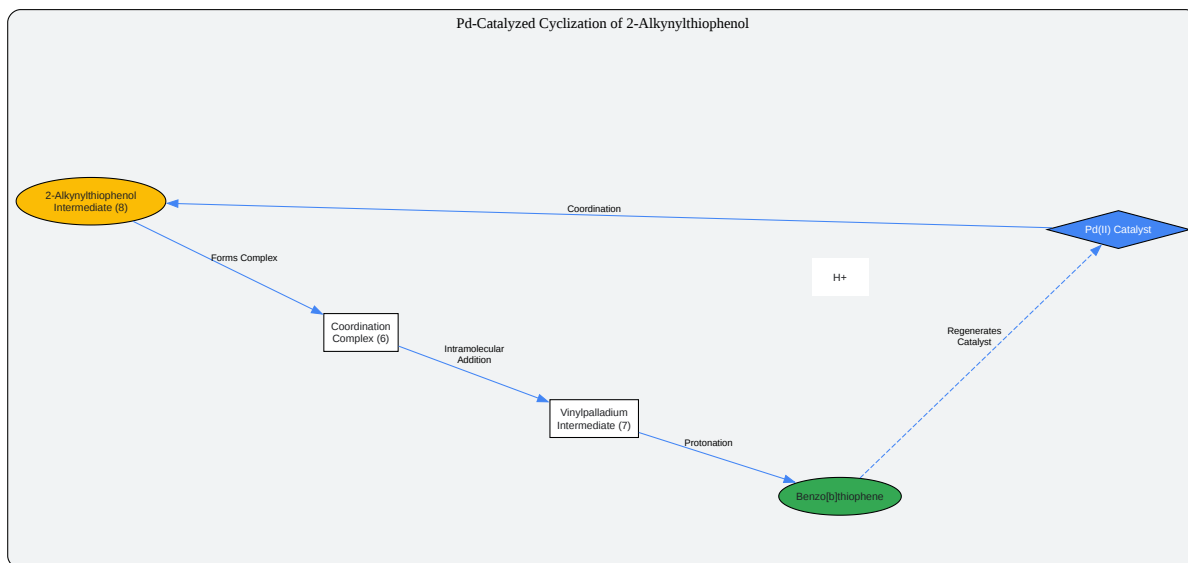 Pd-Catalyzed Cyclization of 2-Alkynylthiophenol
2-Alkynylthiophenol
Intermediate (8)
Coordination
Pd(II) Catalyst
Forms Complex
H+
Coordination
Complex (6)
Regenerates
Catalyst
Intramolecular
Addition
Vinylpalladium
Intermediate (7)
Protonation
Benzo[b]thiophene